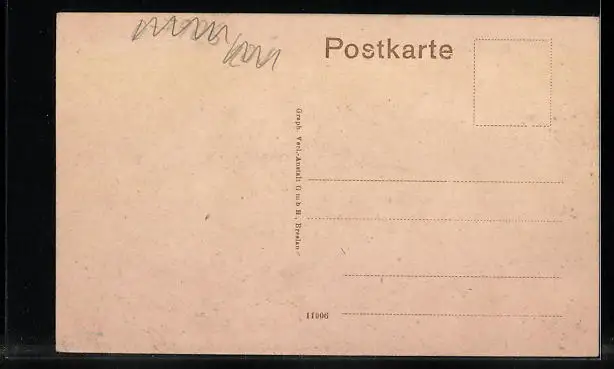 Postkarte
Graph. Verl.-Anstalt G m b H., Breslau
11006